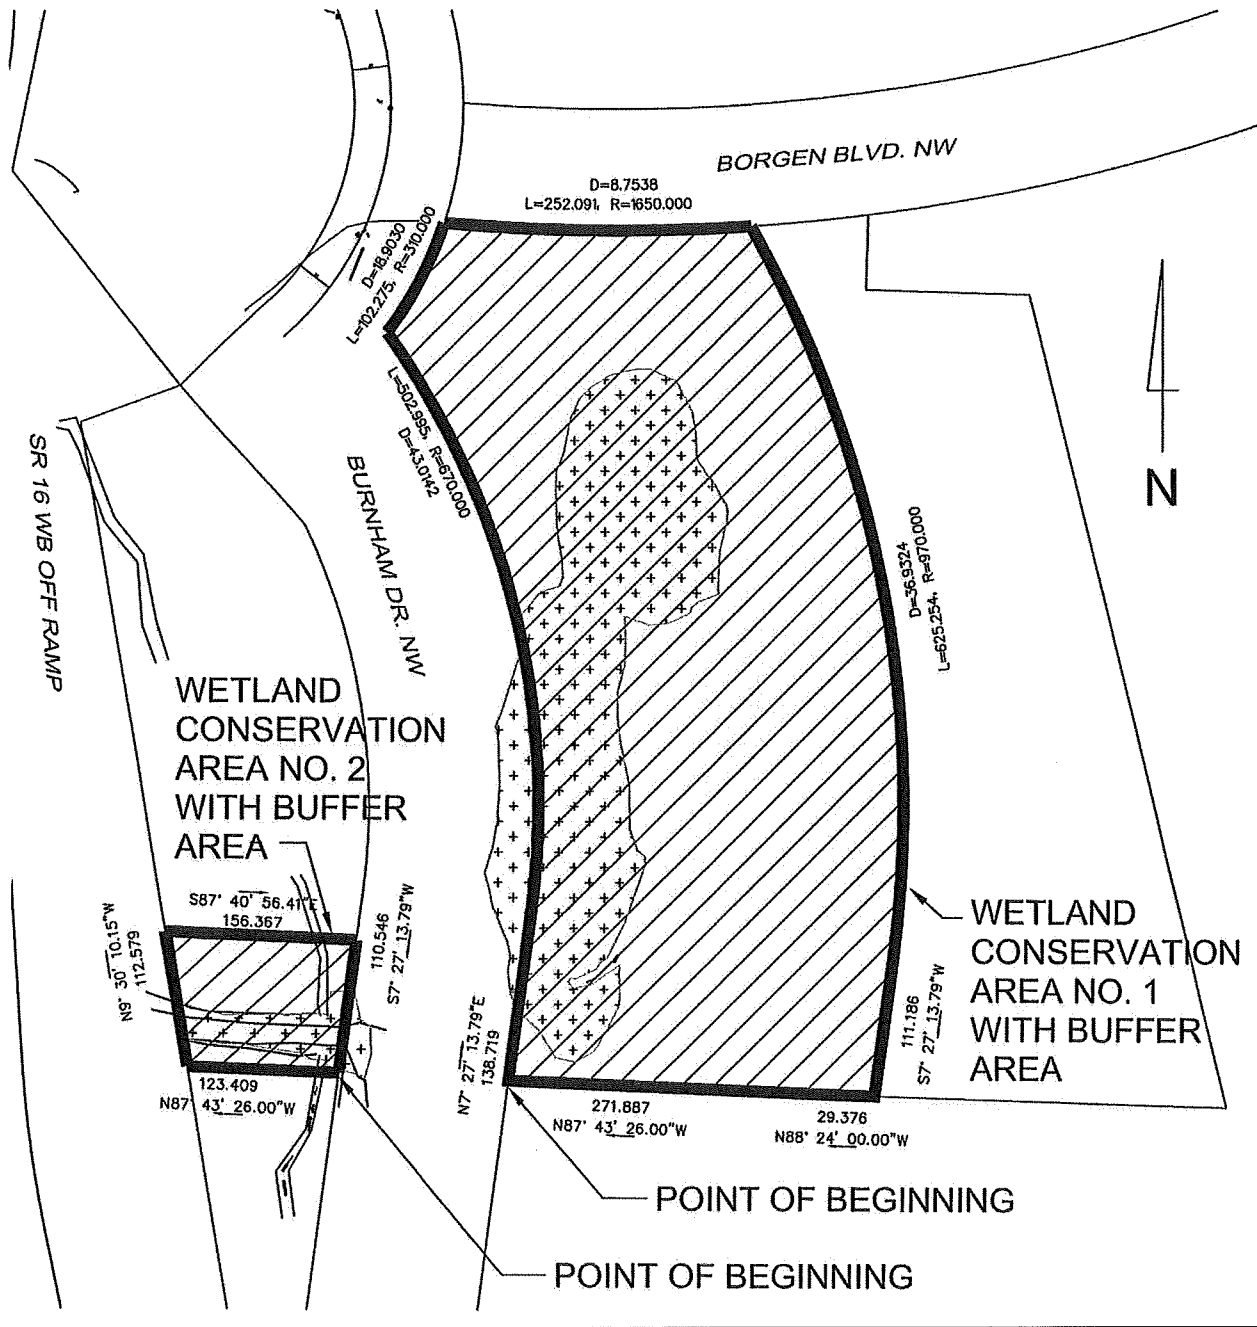 BORGEN BLVD. NW
D=8.7538
L=252.091, R=1650.000
D=18.9030
L=102.275, R=310.000
L=502.995, R=670.000
D=43.0142
BURNHAM DR. NW
SR 16 WB OFF RAMP
N
D=36.9324
L=625.254, R=970.000
WETLAND
CONSERVATION
AREA NO. 2
WITH BUFFER
AREA
S87° 40' 56.41"E
156.367
N9° 30' 10.15"W
112.579
110.546
S7° 27' 13.79"W
123.409
N87° 43' 26.00"W
N7° 27' 13.79"E
138.719
271.887
N87° 43' 26.00"W
29.376
N88° 24' 00.00"W
111.186
S7° 27' 13.79"W
WETLAND
CONSERVATION
AREA NO. 1
WITH BUFFER
AREA
POINT OF BEGINNING
POINT OF BEGINNING